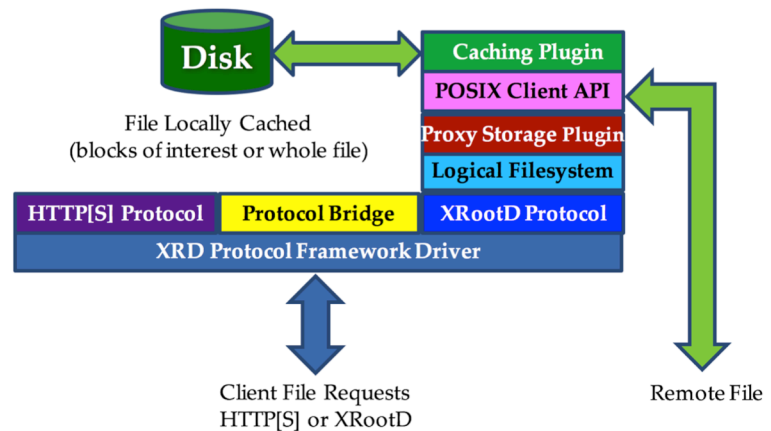 Disk
Caching Plugin
POSIX Client API
File Locally Cached
(blocks of interest or whole file)
Proxy Storage Plugin
Logical Filesystem
HTTP[S] Protocol
Protocol Bridge
XRootD Protocol
XRD Protocol Framework Driver
Client File Requests
HTTP[S] or XRootD
Remote File